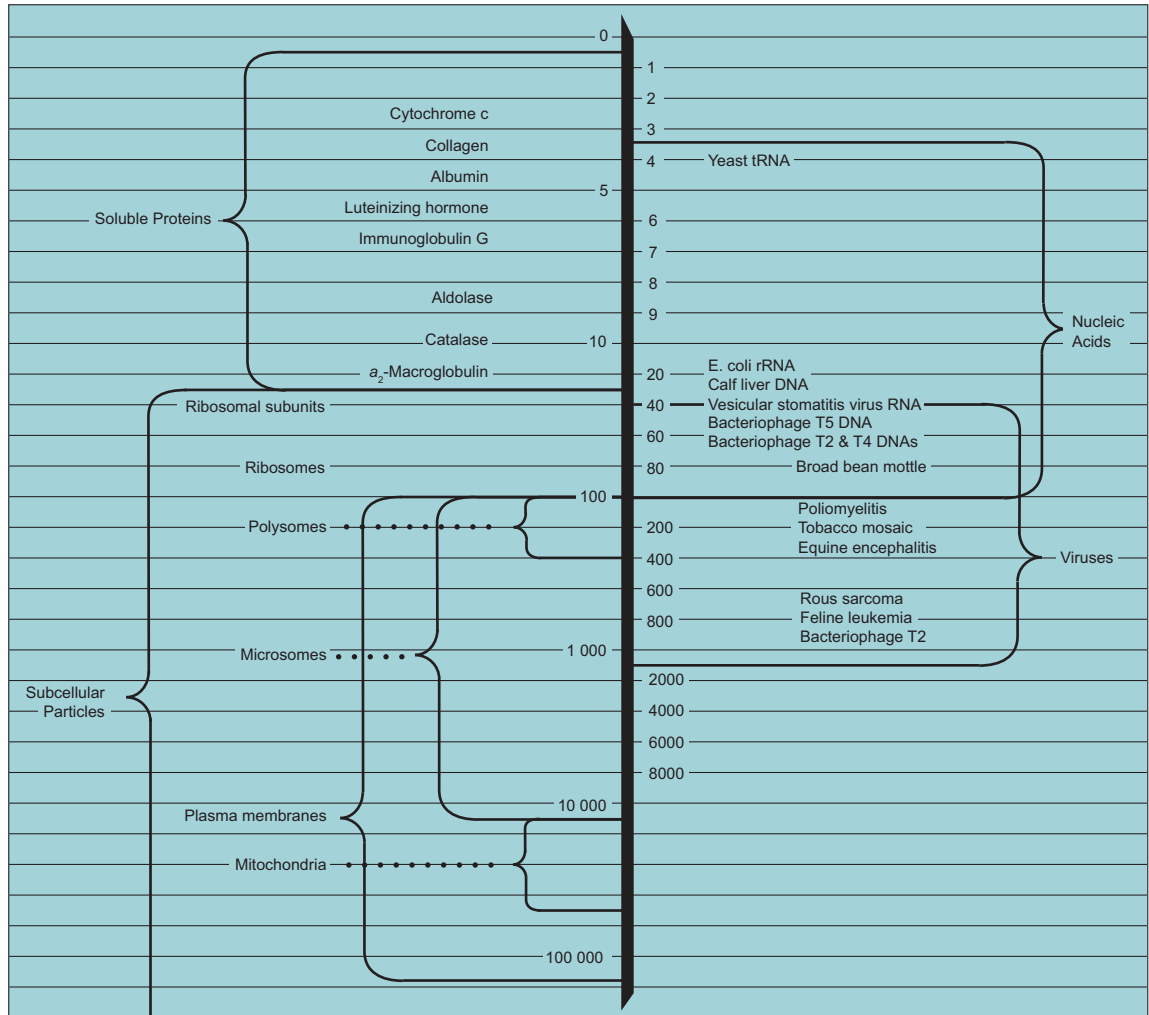 0
1
2
Cytochrome c
3
Collagen
4
Yeast tRNA
Albumin
5
Luteinizing hormone
Soluble Proteins
6
Immunoglobulin G
7
8
Aldolase
9
Nucleic
Acids
Catalase
10
a2-Macroglobulin
20
E. coli rRNA
Calf liver DNA
Ribosomal subunits
40
Vesicular stomatitis virus RNA
Bacteriophage T5 DNA
60
Bacteriophage T2 & T4 DNAs
Ribosomes
80
Broad bean mottle
100
Poliomyelitis
Polysomes
200
Tobacco mosaic
Equine encephalitis
400
Viruses
600
Rous sarcoma
800
Feline leukemia
Bacteriophage T2
Microsomes
1 000
2000
Subcellular
Particles
4000
6000
8000
10 000
Plasma membranes
Mitochondria
100 000